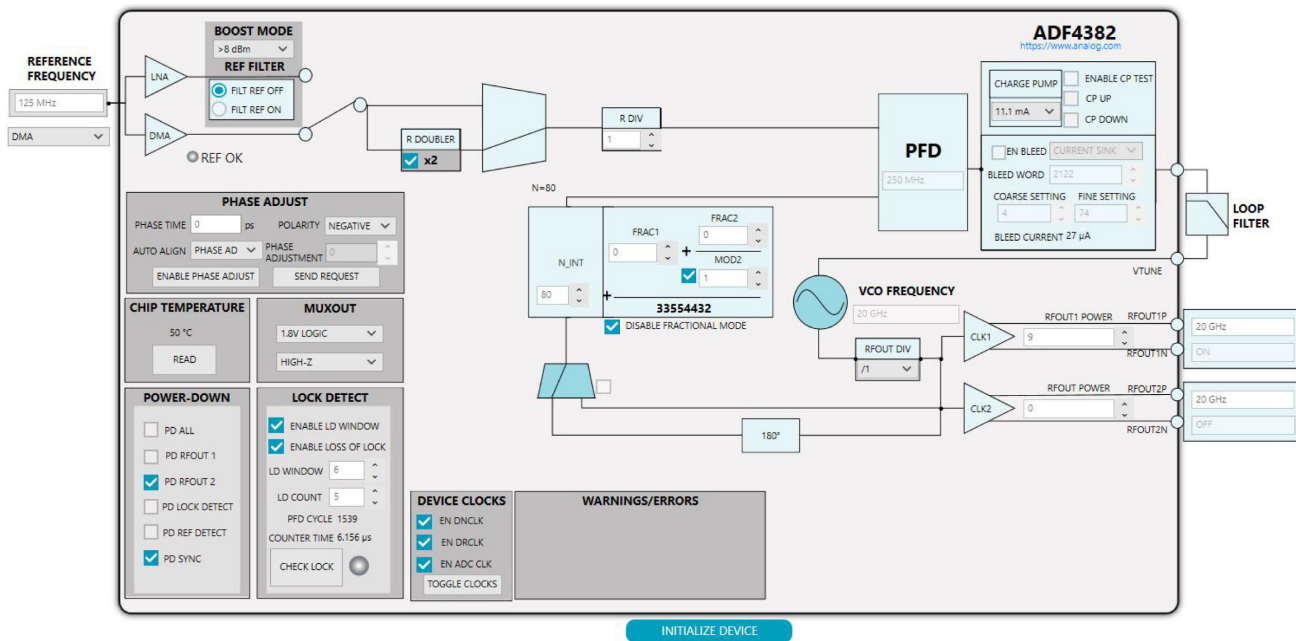 ADF4382
https://www.analog.com
REFERENCE
FREQUENCY
125 MHz
DMA
LNA
DMA
REF OK
BOOST MODE
>8 dBm
REF FILTER
FILT REF OFF
FILT REF ON
R DOUBLER
x2
R DIV
1
PFD
250 MHz
CHARGE PUMP
11.1 mA
ENABLE CP TEST
CP UP
CP DOWN
EN BLEED CURRENT SINK
BLEED WORD 2122
COARSE SETTING FINE SETTING
4 74
BLEED CURRENT 27 µA
LOOP
FILTER
VTUNE
N=80
N_INT
80
+
FRAC1
0
+
FRAC2
0
MOD2
1
33554432
DISABLE FRACTIONAL MODE
VCO FREQUENCY
20 GHz
RFOUT DIV
/1
CLK1
RFOUT1 POWER
9
RFOUT1P
RFOUT1N
20 GHz
ON
CLK2
RFOUT POWER
0
RFOUT2P
RFOUT2N
20 GHz
OFF
180°
PHASE ADJUST
PHASE TIME 0 ps POLARITY NEGATIVE
AUTO ALIGN PHASE AD PHASE
ADJUSTMENT 0
ENABLE PHASE ADJUST SEND REQUEST
CHIP TEMPERATURE
50 °C
READ
MUXOUT
1.8V LOGIC
HIGH-Z
POWER-DOWN
PD ALL
PD RFOUT 1
PD RFOUT 2
PD LOCK DETECT
PD REF DETECT
PD SYNC
LOCK DETECT
ENABLE LD WINDOW
ENABLE LOSS OF LOCK
LD WINDOW 6
LD COUNT 5
PFD CYCLE 1539
COUNTER TIME 6.156 µs
CHECK LOCK
DEVICE CLOCKS
EN DNCLK
EN DRCLK
EN ADC CLK
TOGGLE CLOCKS
WARNINGS/ERRORS
INITIALIZE DEVICE